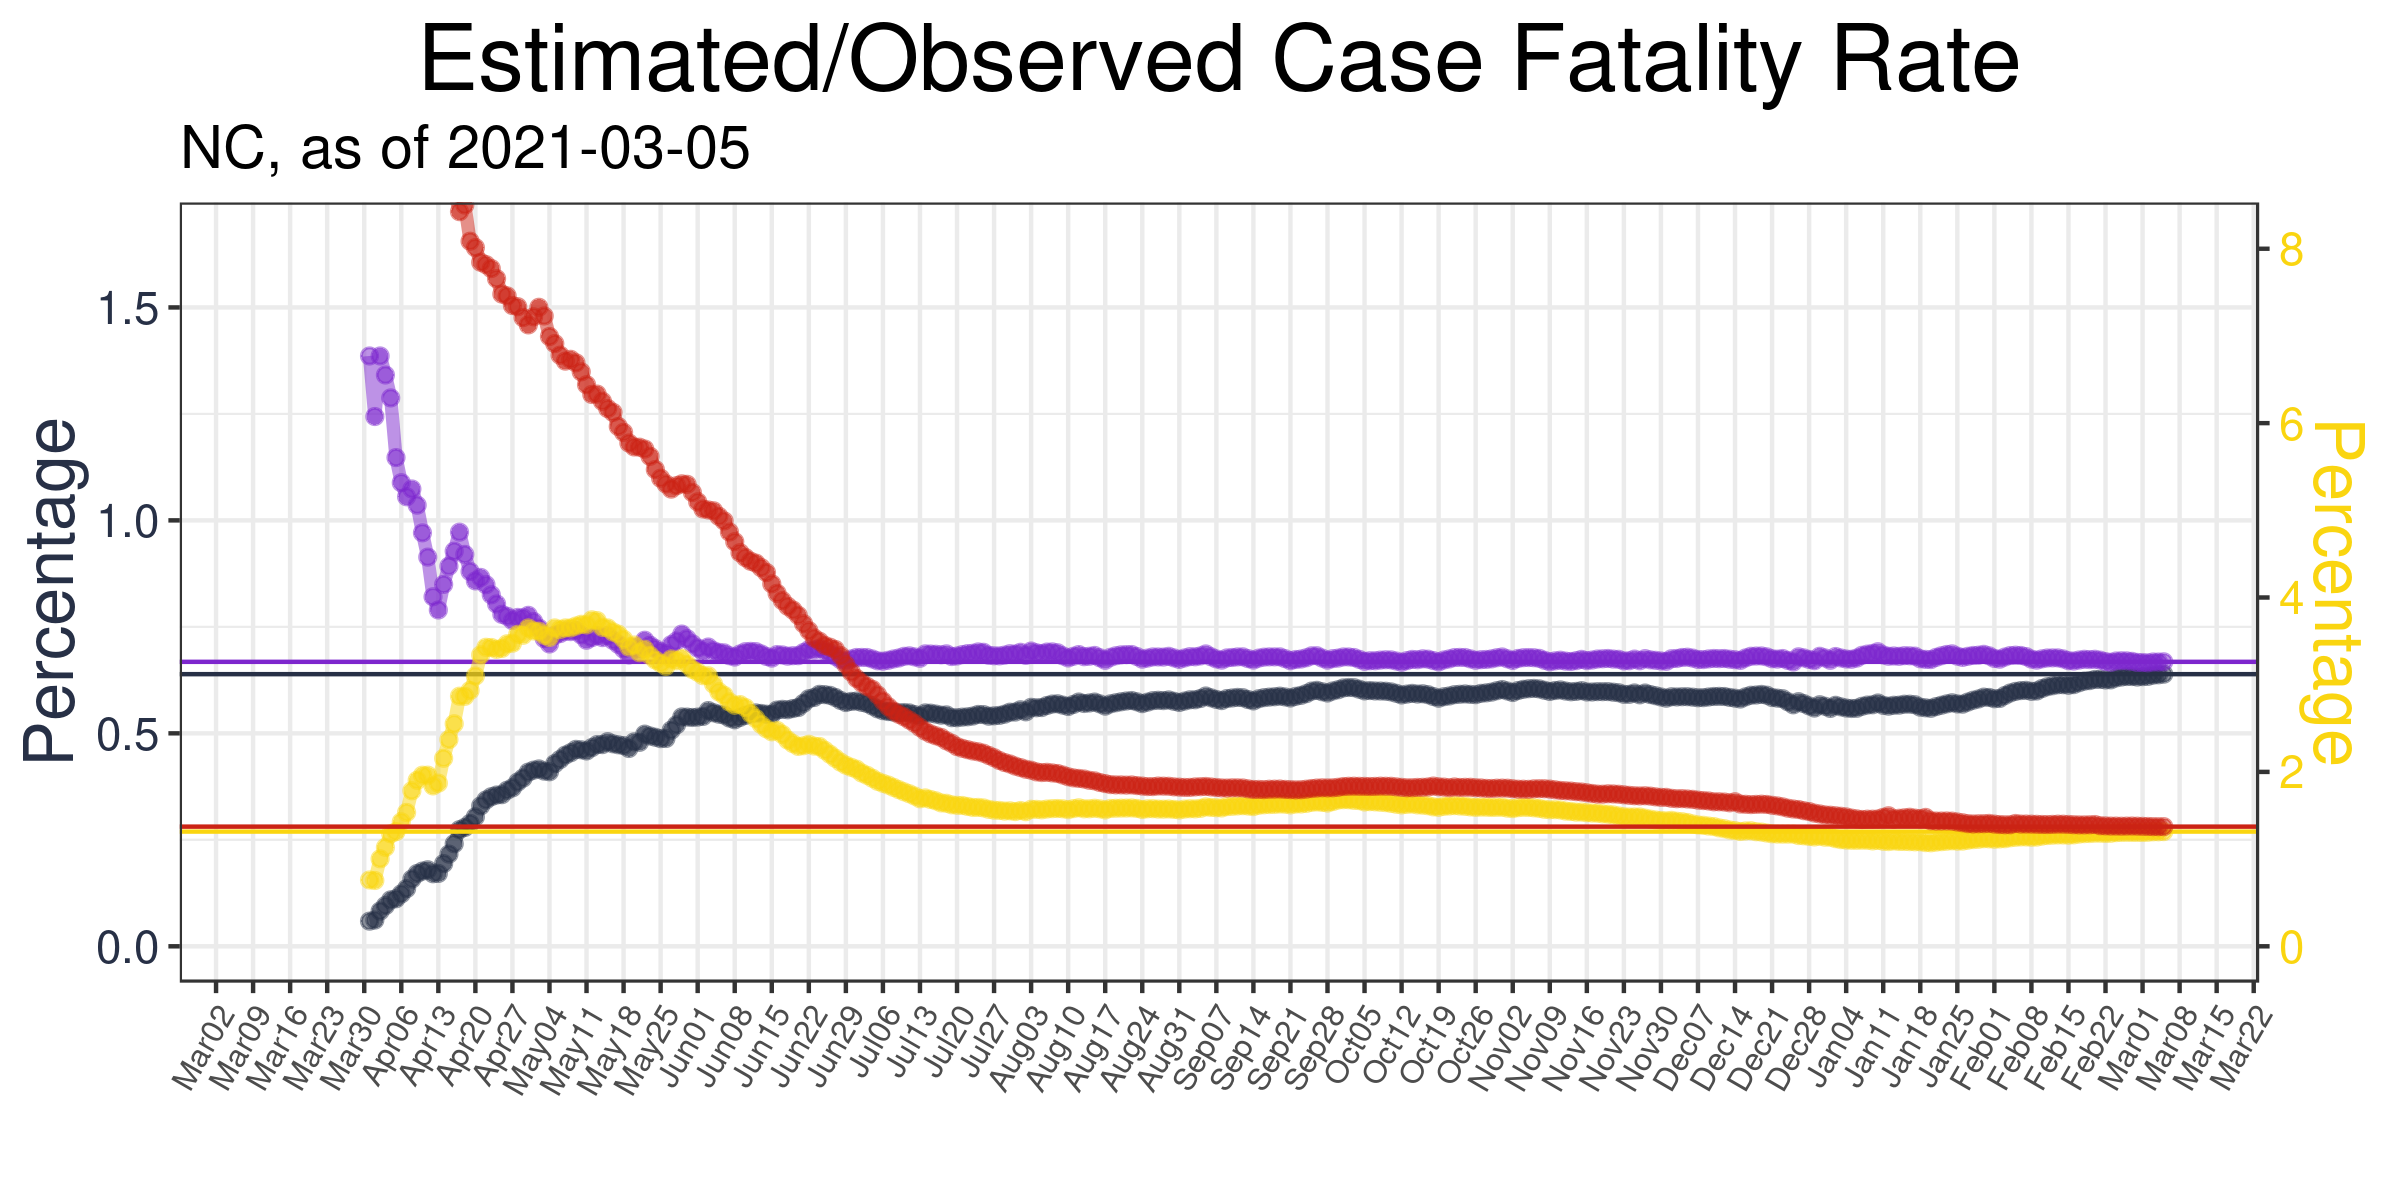 Estimated/Observed Case Fatality Rate
NC, as of 2021-03-05
Percentage
1.5
1.0
0.5
0.0
8
6
4
2
0
Percentage
Mar02
Mar09
Mar16
Mar23
Mar30
Apr06
Apr13
Apr20
Apr27
May04
May11
May18
May25
Jun01
Jun08
Jun15
Jun22
Jun29
Jul06
Jul13
Jul20
Jul27
Aug03
Aug10
Aug17
Aug24
Aug31
Sep07
Sep14
Sep21
Sep28
Oct05
Oct12
Oct19
Oct26
Nov02
Nov09
Nov16
Nov23
Nov30
Dec07
Dec14
Dec21
Dec28
Jan04
Jan11
Jan18
Jan25
Feb01
Feb08
Feb15
Feb22
Mar01
Mar08
Mar15
Mar22